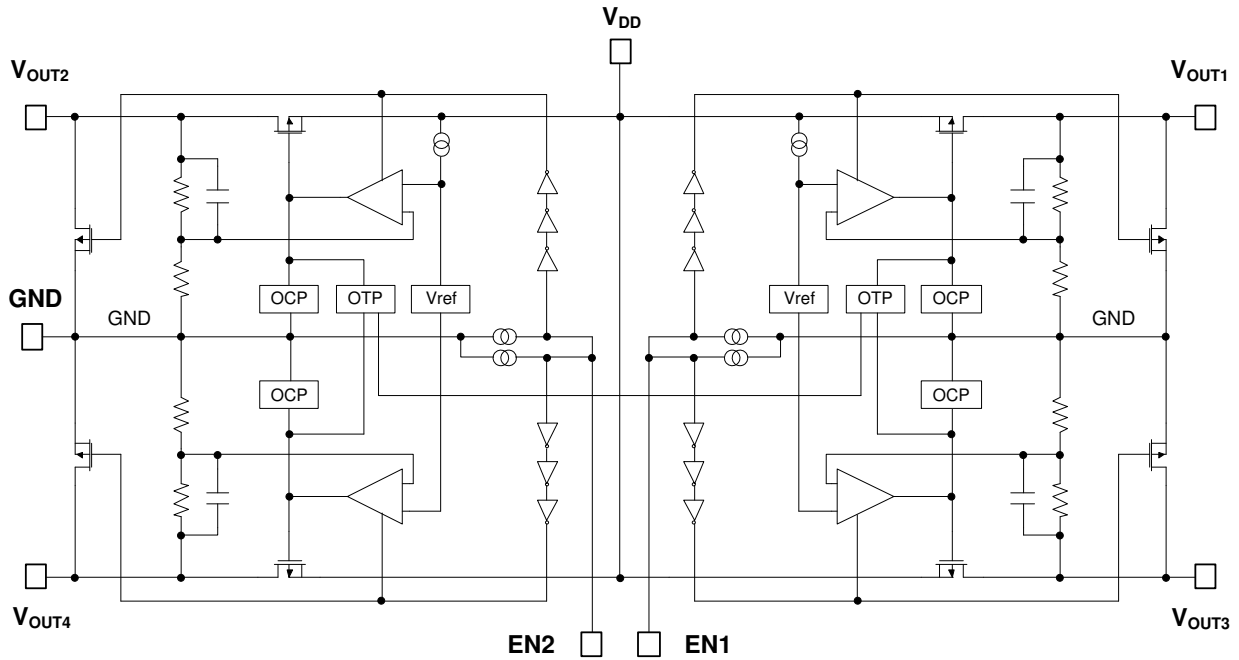 VDD
VOUT2
VOUT1
OCP
OTP
Vref
Vref
OTP
OCP
GND
GND
GND
OCP
OCP
VOUT4
EN2
EN1
VOUT3